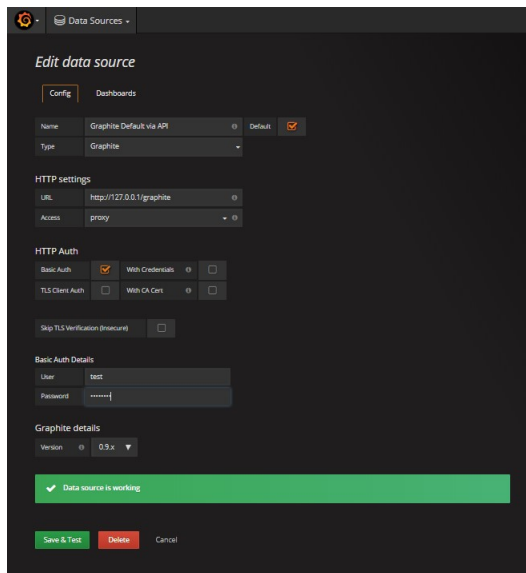 Data Sources
Edit data source
Config Dashboards
Name Graphite Default via API Default
Type Graphite
HTTP settings
URL http://127.0.0.1/graphite
Access proxy
HTTP Auth
Basic Auth With Credentials
TLS Client Auth With CA Cert
Skip TLS Verification (Insecure)
Basic Auth Details
User test
Password ••••••••
Graphite details
Version 0.9.x
Data source is working
Save & Test Delete Cancel